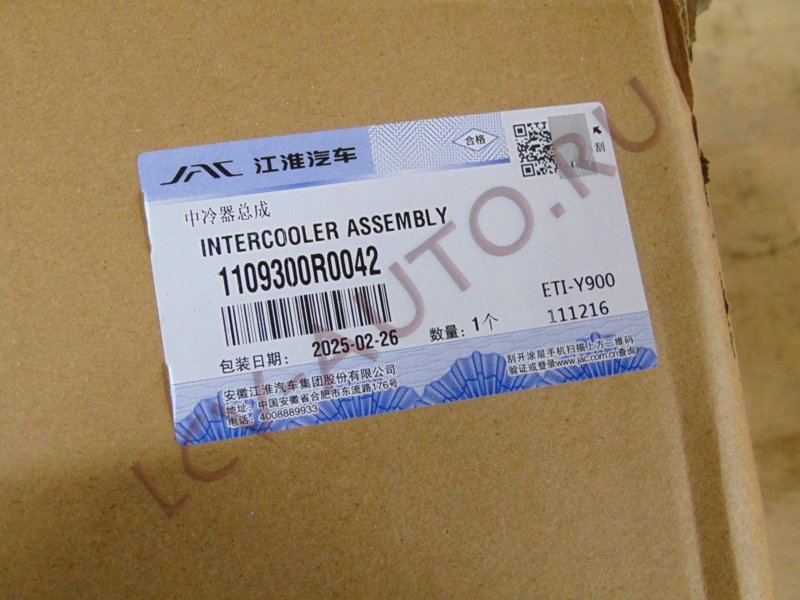 JAC 江淮汽车
合格
刮
中冷器总成
INTERCOOLER ASSEMBLY
1109300R0042
ETI-Y900
包装日期: 2025-02-26
数量: 1个
111216
安徽江淮汽车集团股份有限公司
地址: 中国安徽省合肥市东流路176号
电话: 4008889933
刮开涂层手机扫描上方二维码
验证或登录www.jac.com.cn查询
LCV-AUTO.RU